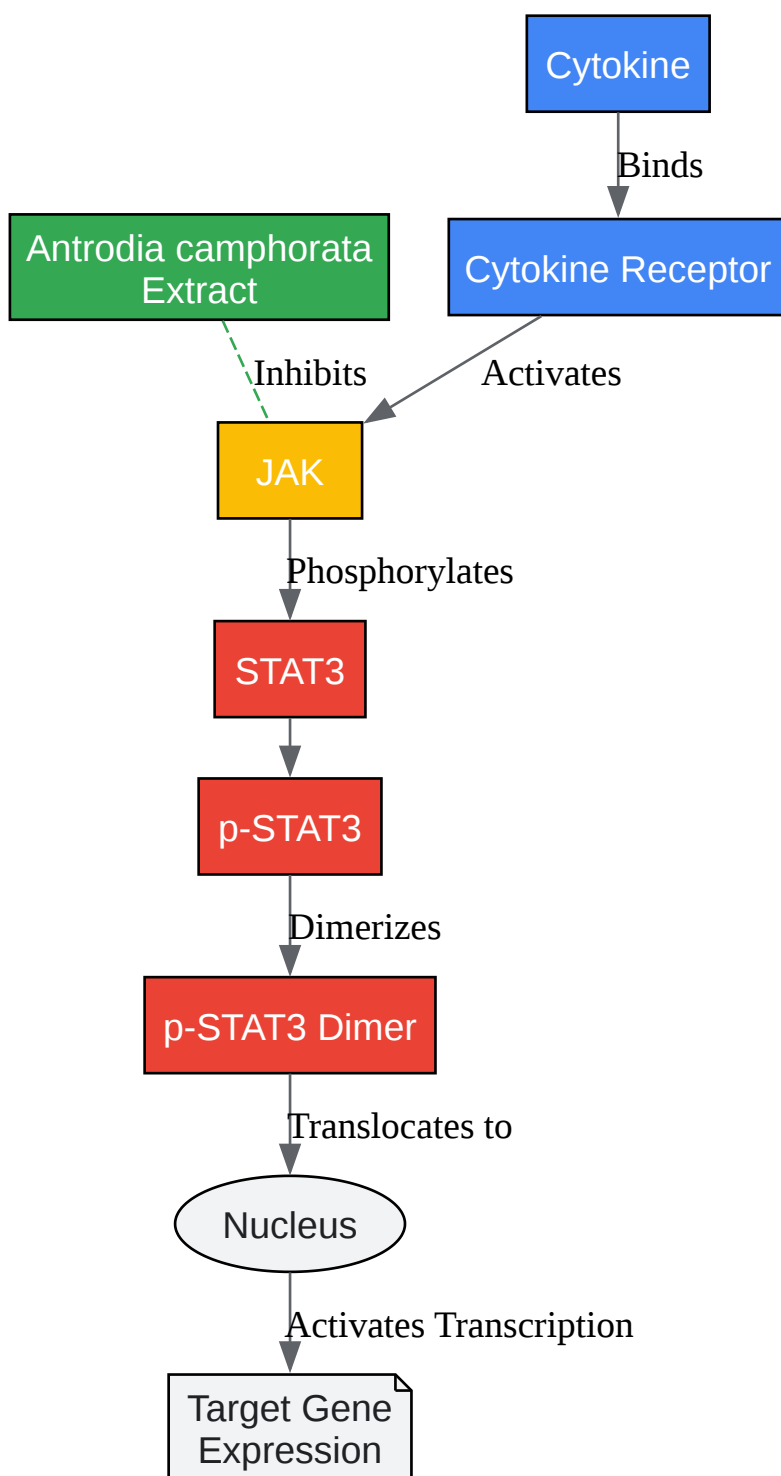 Cytokine
Binds
Antrodia camphorata
Extract
Cytokine Receptor
Inhibits
Activates
JAK
Phosphorylates
STAT3
p-STAT3
Dimerizes
p-STAT3 Dimer
Translocates to
Nucleus
Activates Transcription
Target Gene
Expression